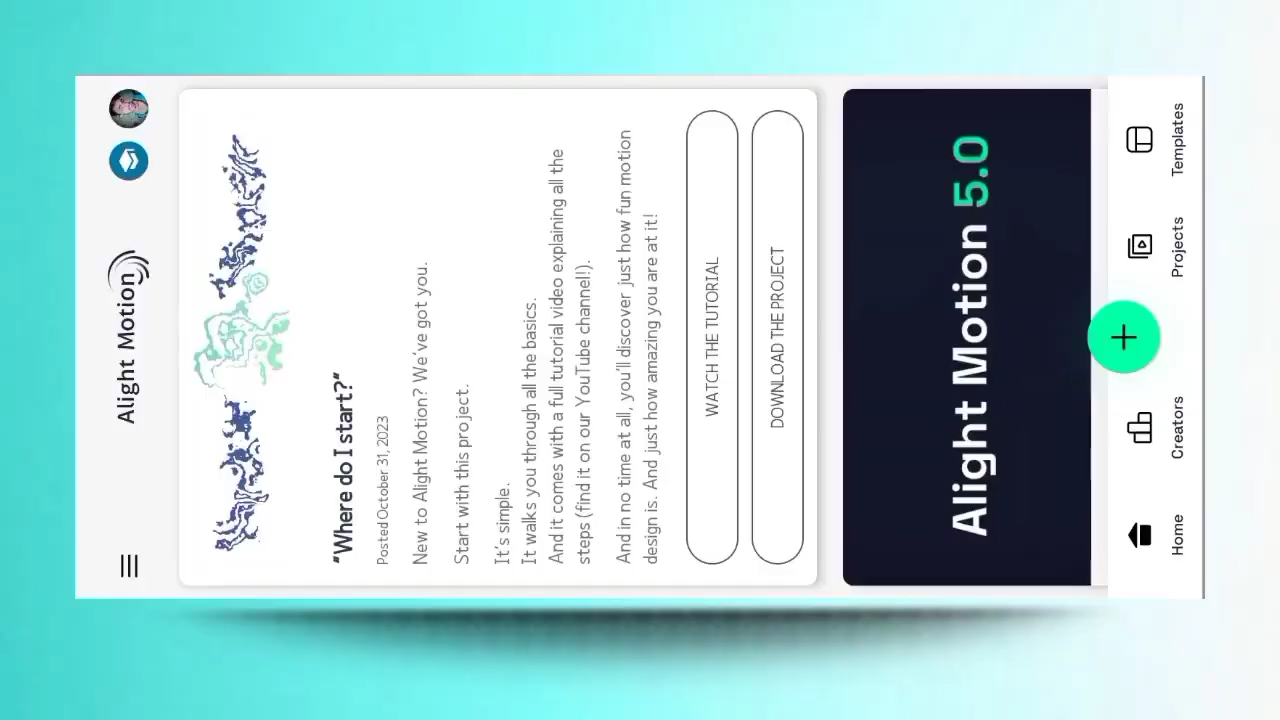 Alight Motion
"Where do I start?"
Posted October 31, 2023
New to Alight Motion? We've got you.
Start with this project.
It's simple.
It walks you through all the basics.
And it comes with a full tutorial video explaining all the
steps (find it on our YouTube channel!).
And in no time at all, you'll discover just how fun motion
design is. And just how amazing you are at it!
WATCH THE TUTORIAL
DOWNLOAD THE PROJECT
Alight Motion 5.0
Home
Creators
Projects
Templates